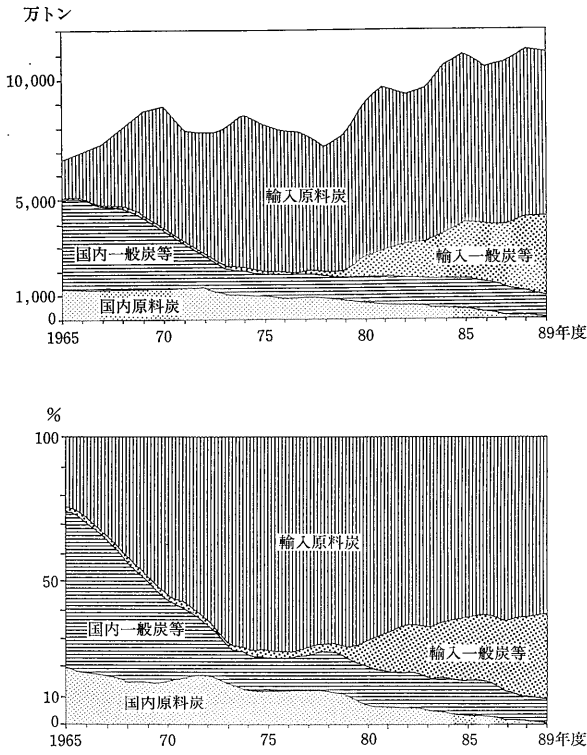 万トン
10,000
5,000
1,000
0
輸入原料炭
国内一般炭等
輸入一般炭等
国内原料炭
1965 70 75 80 85 89年度
%
100
50
10
0
輸入原料炭
国内一般炭等
輸入一般炭等
国内原料炭
1965 70 75 80 85 89年度